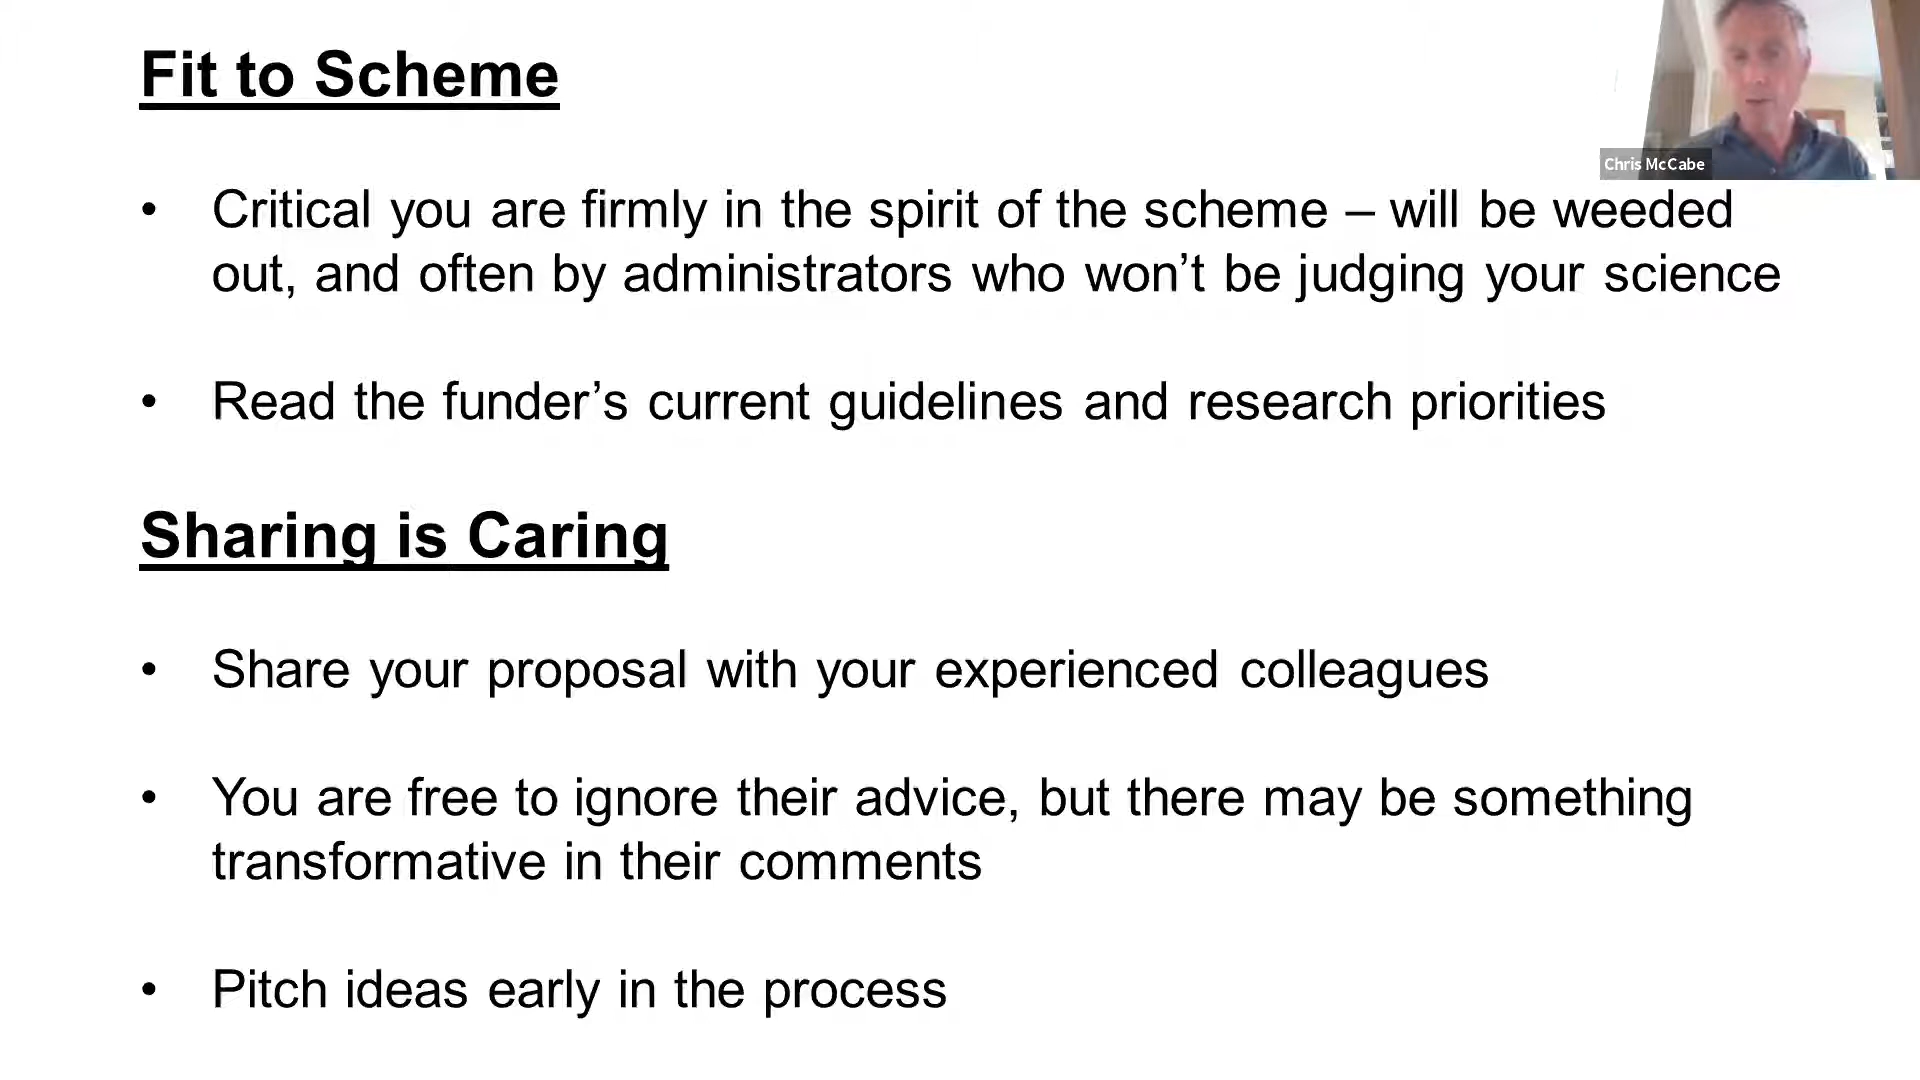 Fit to Scheme
Chris McCabe
• Critical you are firmly in the spirit of the scheme – will be weeded
out, and often by administrators who won’t be judging your science
• Read the funder’s current guidelines and research priorities
Sharing is Caring
• Share your proposal with your experienced colleagues
• You are free to ignore their advice, but there may be something
transformative in their comments
• Pitch ideas early in the process